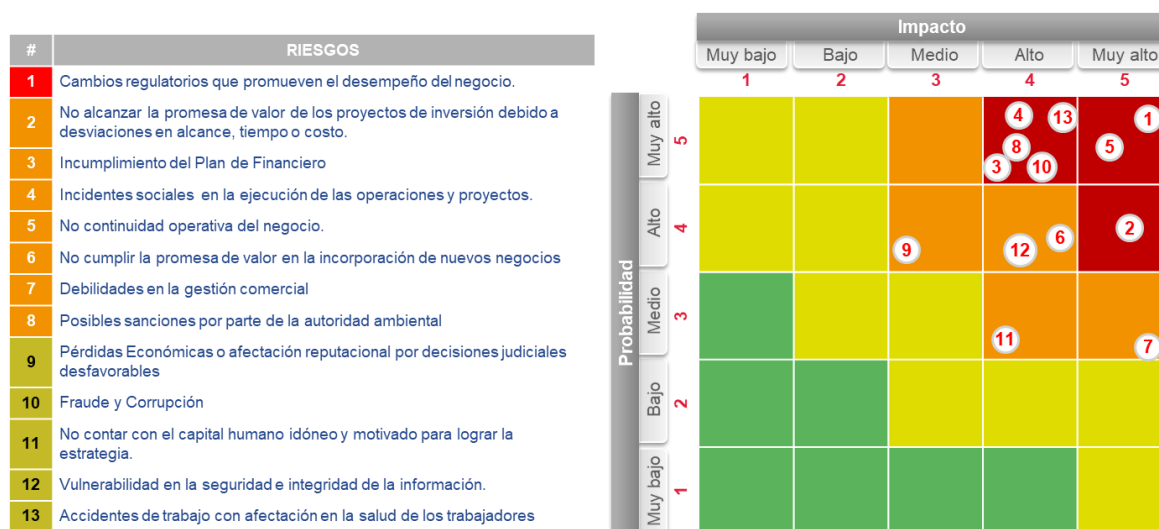 # RIESGOS
1 Cambios regulatorios que promueven el desempeño del negocio.
2 No alcanzar la promesa de valor de los proyectos de inversión debido a
desviaciones en alcance, tiempo o costo.
3 Incumplimiento del Plan de Financiero
4 Incidentes sociales en la ejecución de las operaciones y proyectos.
5 No continuidad operativa del negocio.
6 No cumplir la promesa de valor en la incorporación de nuevos negocios
7 Debilidades en la gestión comercial
8 Posibles sanciones por parte de la autoridad ambiental
9 Pérdidas Económicas o afectación reputacional por decisiones judiciales
desfavorables
10 Fraude y Corrupción
11 No contar con el capital humano idóneo y motivado para lograr la
estrategia.
12 Vulnerabilidad en la seguridad e integridad de la información.
13 Accidentes de trabajo con afectación en la salud de los trabajadores
Impacto
Muy bajo Bajo Medio Alto Muy alto
1 2 3 4 5
Probabilidad
Muy alto 5
4 13 1
8 5
3 10
Alto 4
9 12 6 2
Medio 3
11 7
Bajo 2
Muy bajo 1